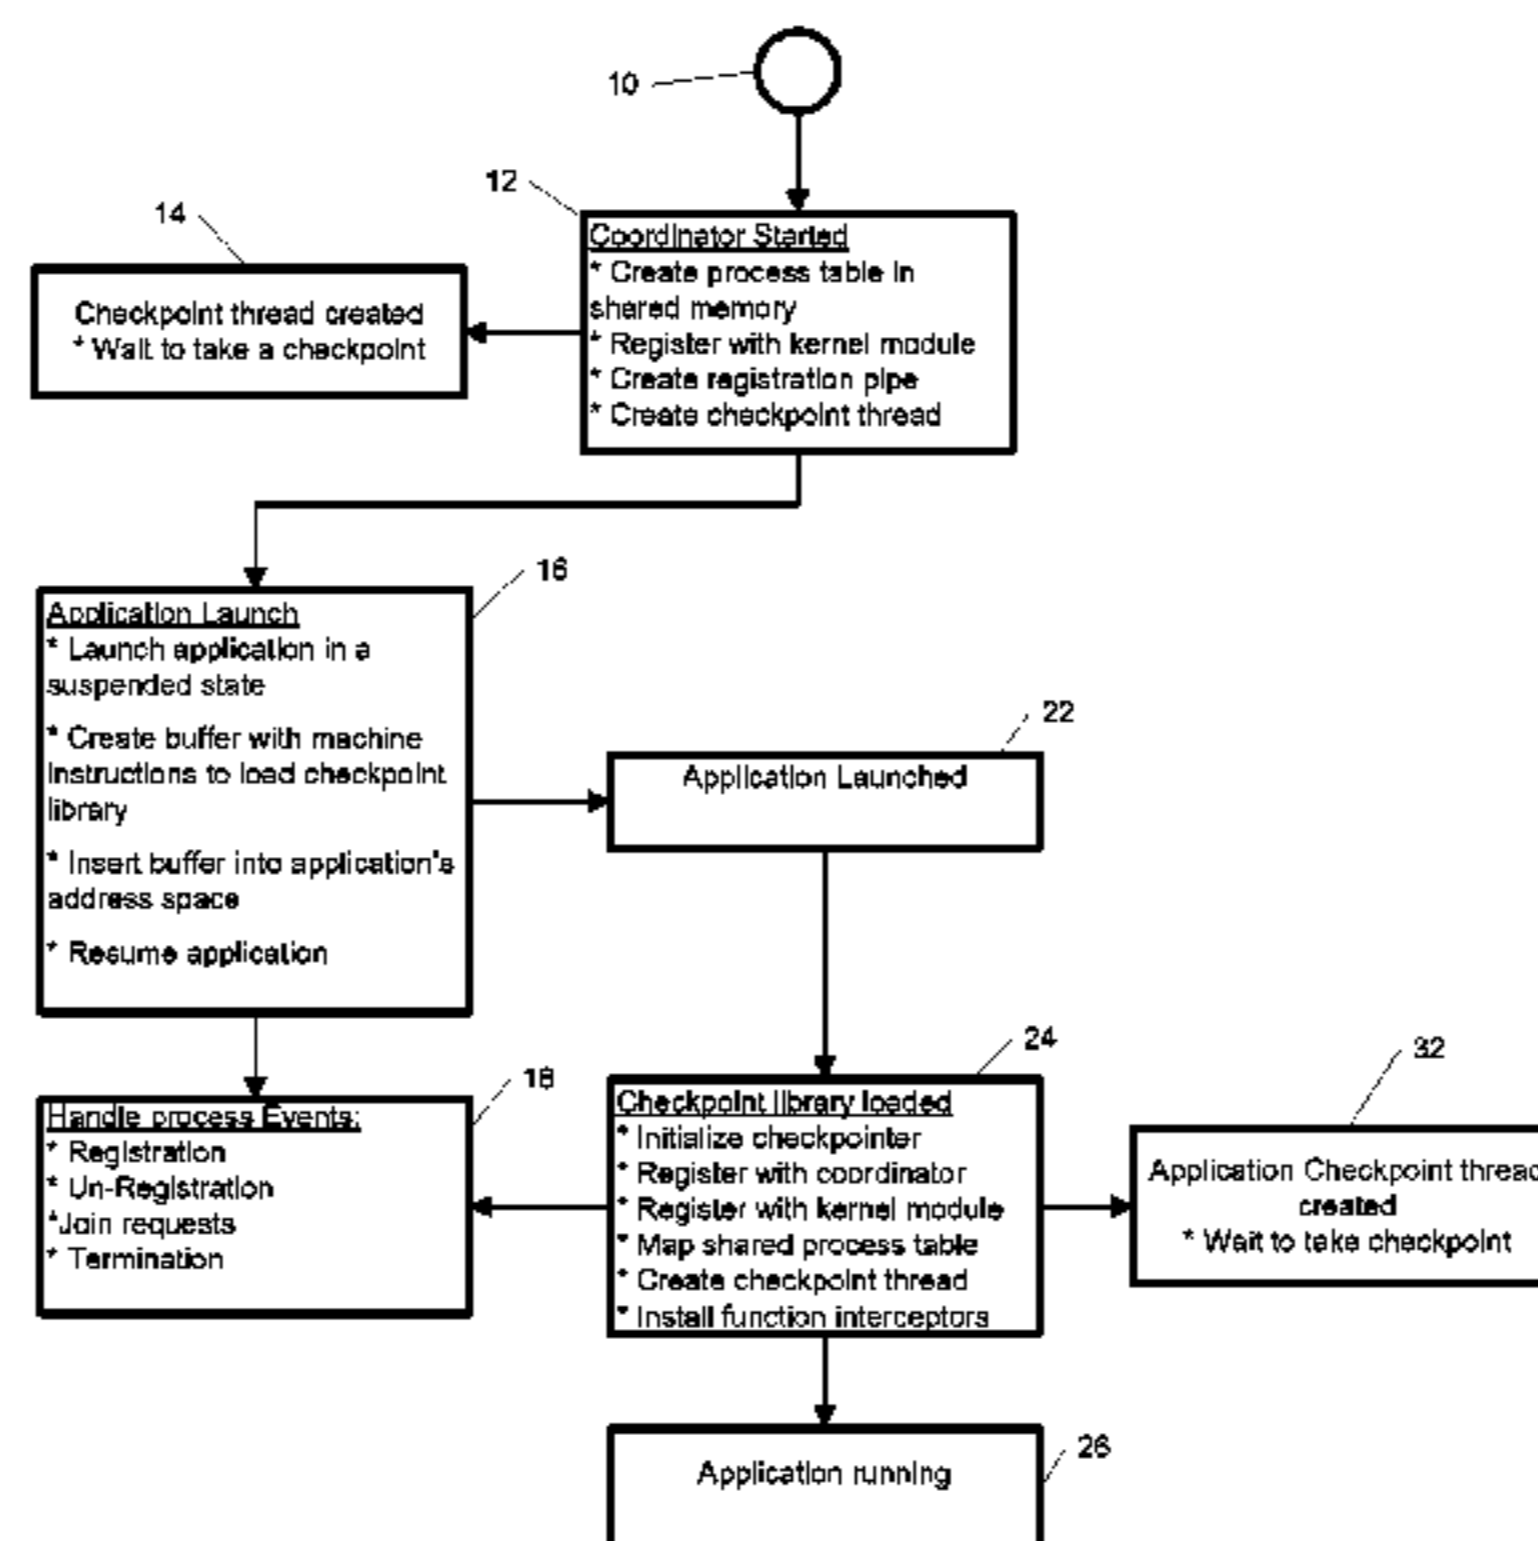 10
12
14
Coordinator Started
* Create process table in
shared memory
* Register with kernel module
* Create registration pipe
* Create checkpoint thread
Checkpoint thread created
* Wait to take a checkpoint
16
Application Launch
* Launch application in a
suspended state
* Create buffer with machine
instructions to load checkpoint
library
* Insert buffer into application's
address space
* Resume application
22
Application Launched
24
32
18
Handle process Events:
* Registration
* Un-Registration
*Join requests
* Termination
Checkpoint library loaded
* Initialize checkpointer
* Register with coordinator
* Register with kernel module
* Map shared process table
* Create checkpoint thread
* Install function interceptors
Application Checkpoint thread
created
* Wait to take checkpoint
26
Application running